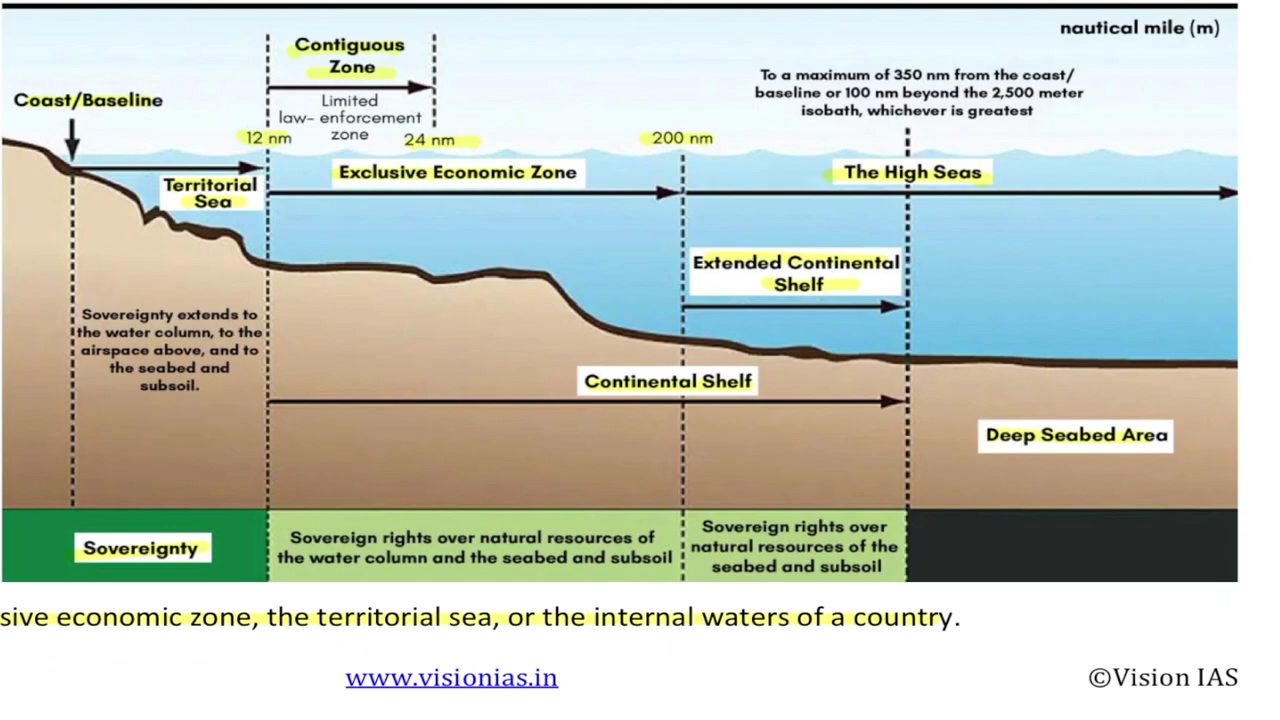 nautical mile (m)
Contiguous
Zone
To a maximum of 350 nm from the coast/
baseline or 100 nm beyond the 2,500 meter
isobath, whichever is greatest
Coast/Baseline
Limited
law- enforcement
zone
12 nm
24 nm
200 nm
Exclusive Economic Zone
The High Seas
Territorial
Sea
Extended Continental
Shelf
Sovereignty extends to
the water column, to the
airspace above, and to
the seabed and
subsoil.
Continental Shelf
Deep Seabed Area
Sovereignty
Sovereign rights over natural resources of
the water column and the seabed and subsoil
Sovereign rights over
natural resources of the
seabed and subsoil
sive economic zone, the territorial sea, or the internal waters of a country.
www.visionias.in
©Vision IAS